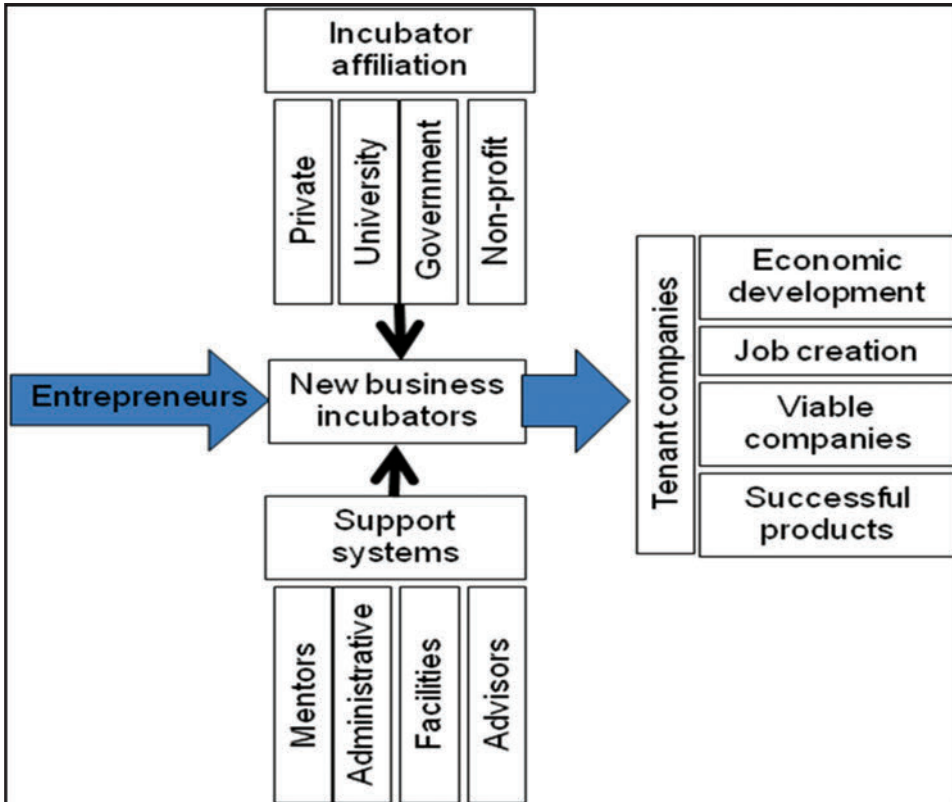 Incubator
affiliation
Private
University
Government
Non-profit
Entrepreneurs
New business
incubators
Tenant companies
Economic
development
Job creation
Viable
companies
Successful
products
Support
systems
Mentors
Administrative
Facilities
Advisors